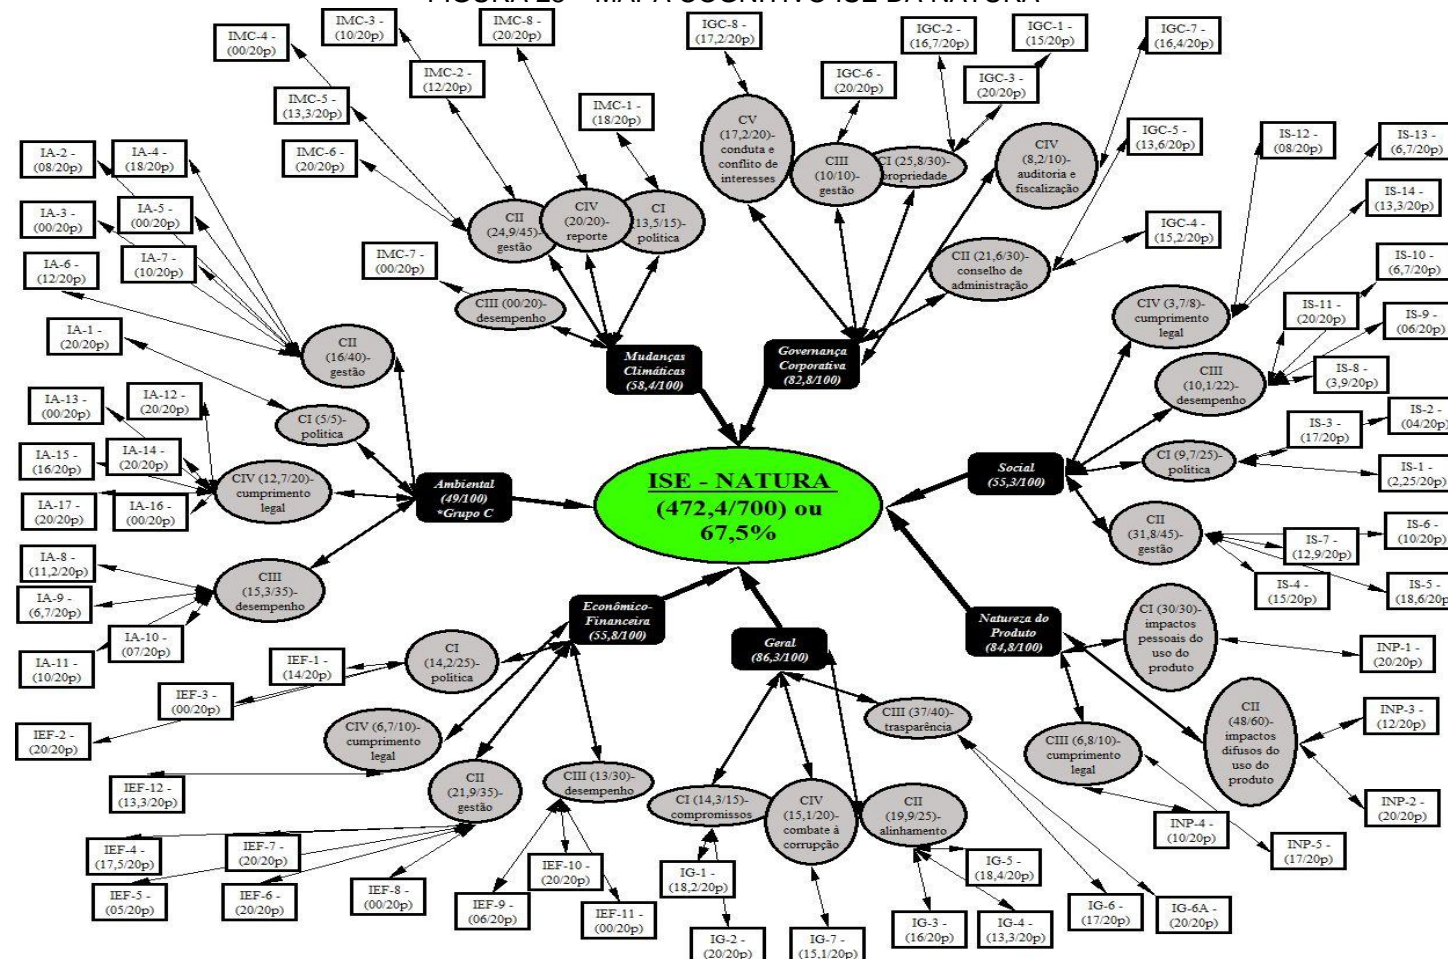 IMC-4 -
(00/20p)
IMC-3 -
(10/20p)
IMC-8 -
(20/20p)
IMC-2 -
(12/20p)
IMC-5 -
(13,3/20p)
IMC-1 -
(18/20p)
IMC-6 -
(20/20p)
IMC-7 -
(00/20p)
CII
(24,9/45)-
gestão
CIV
(20/20)-
reporte
CI
(13,5/15)-
política
CIII (00/20)-
desempenho
Mudanças
Climáticas
(58,4/100)
IGC-8 -
(17,2/20p)
IGC-6 -
(20/20p)
IGC-2 -
(16,7/20p)
IGC-1 -
(15/20p)
IGC-3 -
(20/20p)
IGC-7 -
(16,4/20p)
IGC-5 -
(13,6/20p)
IGC-4 -
(15,2/20p)
CV
(17,2/20)-
conduta e
conflito de
interesses
CIII
(10/10)-
gestão
CI (25,8/30)-
propriedade
CIV
(8,2/10)-
auditoria e
fiscalização
CII (21,6/30)-
conselho de
administração
Governança
Corporativa
(82,8/100)
IA-2 -
(08/20p)
IA-4 -
(18/20p)
IA-3 -
(00/20p)
IA-5 -
(00/20p)
IA-6 -
(12/20p)
IA-7 -
(10/20p)
IA-1 -
(20/20p)
CII
(16/40)-
gestão
CI (5/5)-
política
IA-13 -
(00/20p)
IA-12 -
(20/20p)
IA-15 -
(16/20p)
IA-14 -
(20/20p)
IA-17 -
(20/20p)
IA-16 -
(00/20p)
CIV (12,7/20)-
cumprimento
legal
IA-8 -
(11,2/20p)
IA-9 -
(6,7/20p)
IA-10 -
(07/20p)
IA-11 -
(10/20p)
CIII
(15,3/35)-
desempenho
Ambiental
(49/100)
*Grupo C
ISE - NATURA
(472,4/700) ou
67,5%
IS-12 -
(08/20p)
IS-13 -
(6,7/20p)
IS-14 -
(13,3/20p)
IS-10 -
(6,7/20p)
IS-11 -
(20/20p)
IS-9 -
(06/20p)
IS-8 -
(3,9/20p)
IS-2 -
(04/20p)
IS-3 -
(17/20p)
IS-1 -
(2,25/20p)
IS-6 -
(10/20p)
IS-7 -
(12,9/20p)
IS-4 -
(15/20p)
IS-5 -
(18,6/20p)
CIV (3,7/8)-
cumprimento
legal
CIII
(10,1/22)-
desempenho
CI (9,7/25)-
política
CII
(31,8/45)-
gestão
Social
(55,3/100)
Econômico-
Financeira
(55,8/100)
CI
(14,2/25)-
política
IEF-1 -
(14/20p)
IEF-3 -
(00/20p)
IEF-2 -
(20/20p)
CIV (6,7/10)-
cumprimento
legal
IEF-12 -
(13,3/20p)
CII
(21,9/35)-
gestão
IEF-4 -
(17,5/20p)
IEF-7 -
(20/20p)
IEF-5 -
(05/20p)
IEF-6 -
(20/20p)
IEF-8 -
(00/20p)
CIII (13/30)-
desempenho
IEF-10 -
(20/20p)
IEF-9 -
(06/20p)
IEF-11 -
(00/20p)
Geral
(86,3/100)
CI (14,3/15)-
compromissos
CIV
(15,1/20)-
combate à
corrupção
CII
(19,9/25)-
alinhamento
CIII (37/40)-
trasparência
IG-1 -
(18,2/20p)
IG-2 -
(20/20p)
IG-7 -
(15,1/20p)
IG-3 -
(16/20p)
IG-5 -
(18,4/20p)
IG-4 -
(13,3/20p)
IG-6 -
(17/20p)
IG-6A -
(20/20p)
Natureza do
Produto
(84,8/100)
CI (30/30)-
impactos
pessoais do
uso do
produto
CII
(48/60)-
impactos
difusos do
uso do
produto
CIII (6,8/10)-
cumprimento
legal
INP-1 -
(20/20p)
INP-3 -
(12/20p)
INP-2 -
(20/20p)
INP-4 -
(10/20p)
INP-5 -
(17/20p)